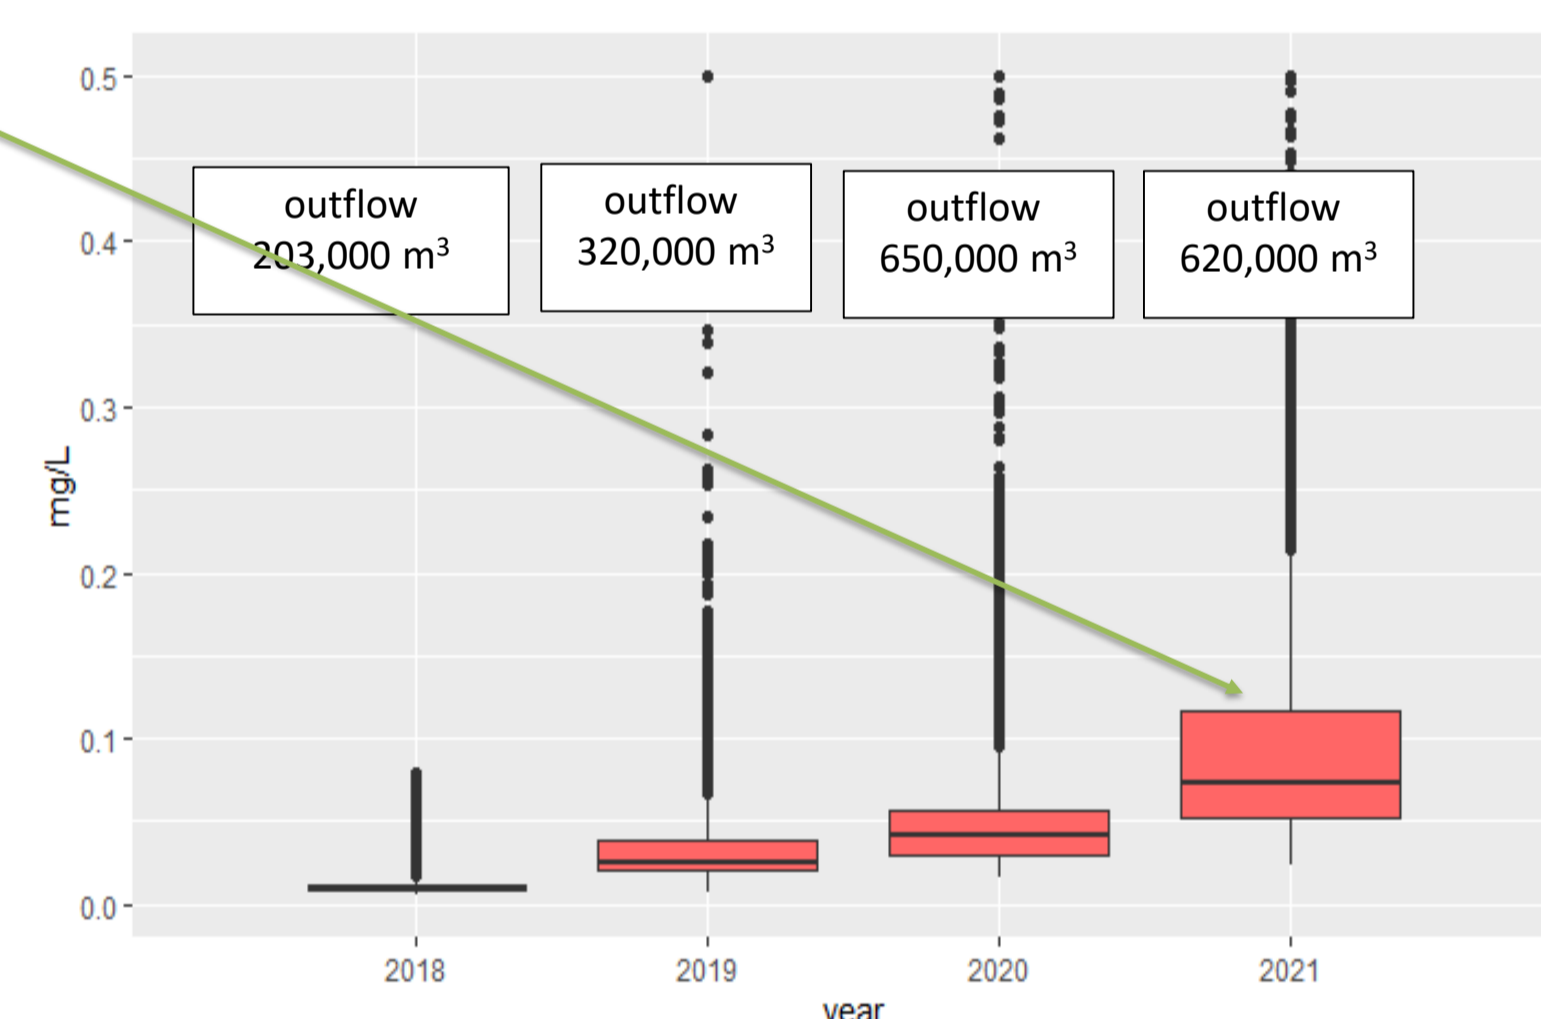 0.5
outflow
203,000 m³
outflow
320,000 m³
outflow
650,000 m³
outflow
620,000 m³
0.4
0.3
mg/L
0.2
0.1
0.0
2018 2019 2020 2021
year